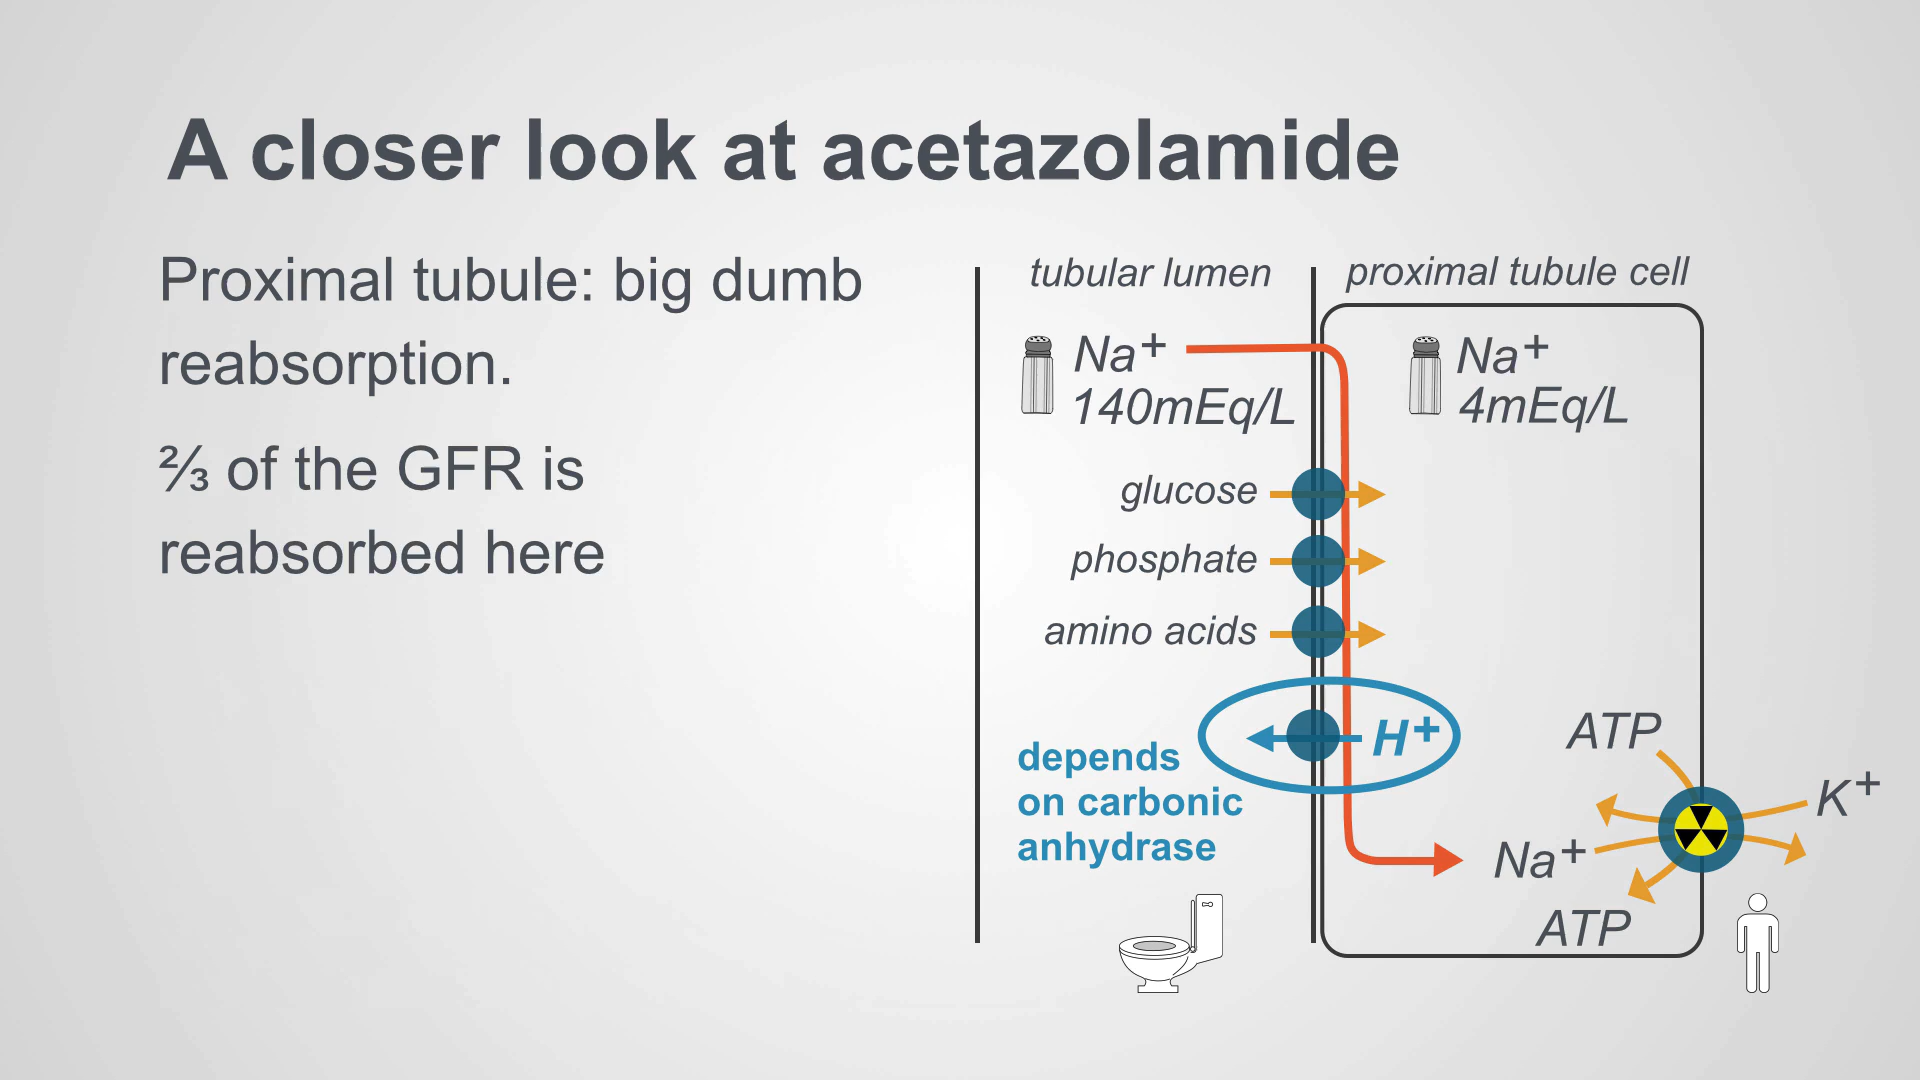 A closer look at acetazolamide
Proximal tubule: big dumb
reabsorption.
⅔ of the GFR is
reabsorbed here
tubular lumen
proximal tubule cell
Na+
140mEq/L
Na+
4mEq/L
glucose
phosphate
amino acids
H+
depends
on carbonic
anhydrase
ATP
K+
Na+
ATP